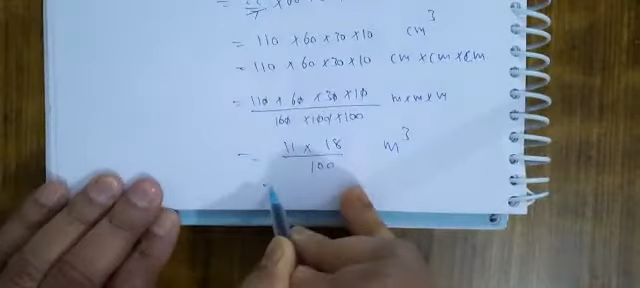 = 110 × 60 × 30 × 10 cm³
= 110 × 60 × 30 × 10 cm × cm × cm
= 110 × 60 × 30 × 10 / 100 × 100 × 100 m × m × m
= 11 × 18 / 100 m³